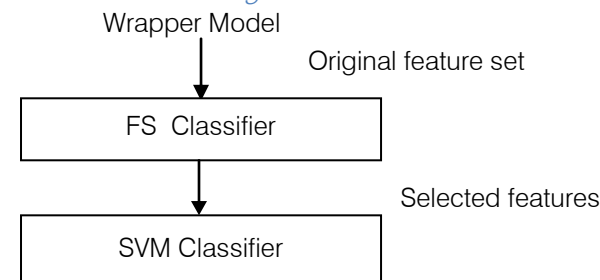 Wrapper Model
Original feature set
FS Classifier
Selected features
SVM Classifier